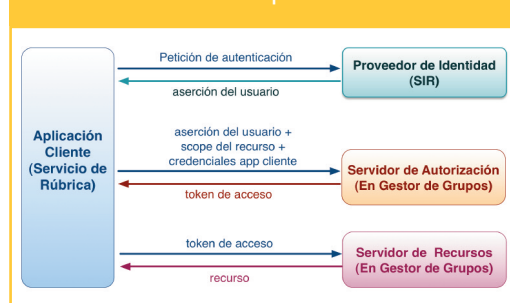 Petición de autenticación
aserción del usuario
Proveedor de Identidad
(SIR)
Aplicación
Cliente
(Servicio de
Rúbrica)
aserción del usuario +
scope del recurso +
credenciales app cliente
token de acceso
Servidor de Autorización
(En Gestor de Grupos)
token de acceso
recurso
Servidor de Recursos
(En Gestor de Grupos)